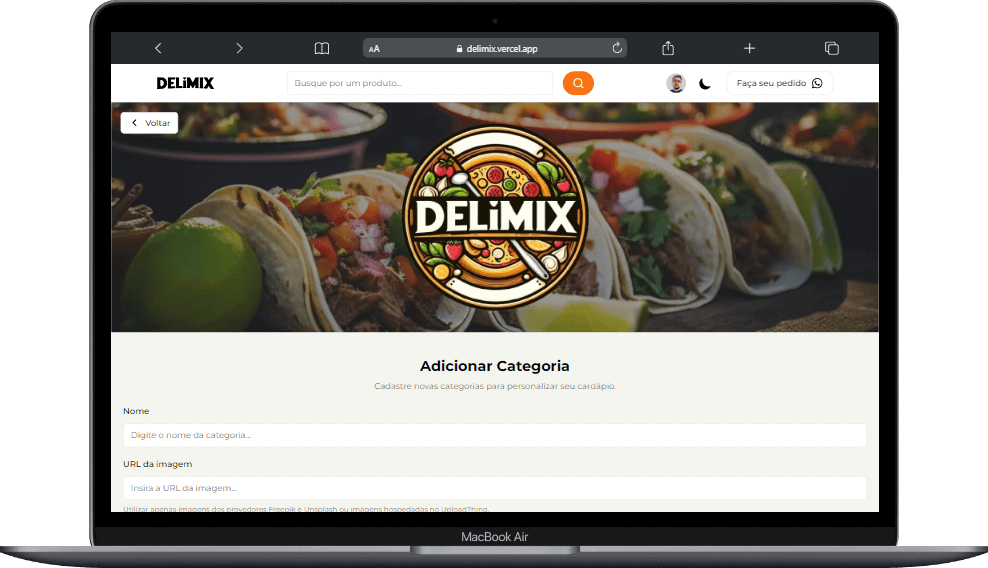 AA
delimix.vercel.app
DELiMIX
Busque por um produto...
Faça seu pedido
Voltar
DELiMIX
Adicionar Categoria
Cadastre novas categorias para personalizar seu cardápio.
Nome
Digite o nome da categoria...
URL da imagem
Insira a URL da imagem...
Utilizar apenas imagens dos provedores Freepik e Unsplash ou imagens hospedadas no UploadThing.
MacBook Air